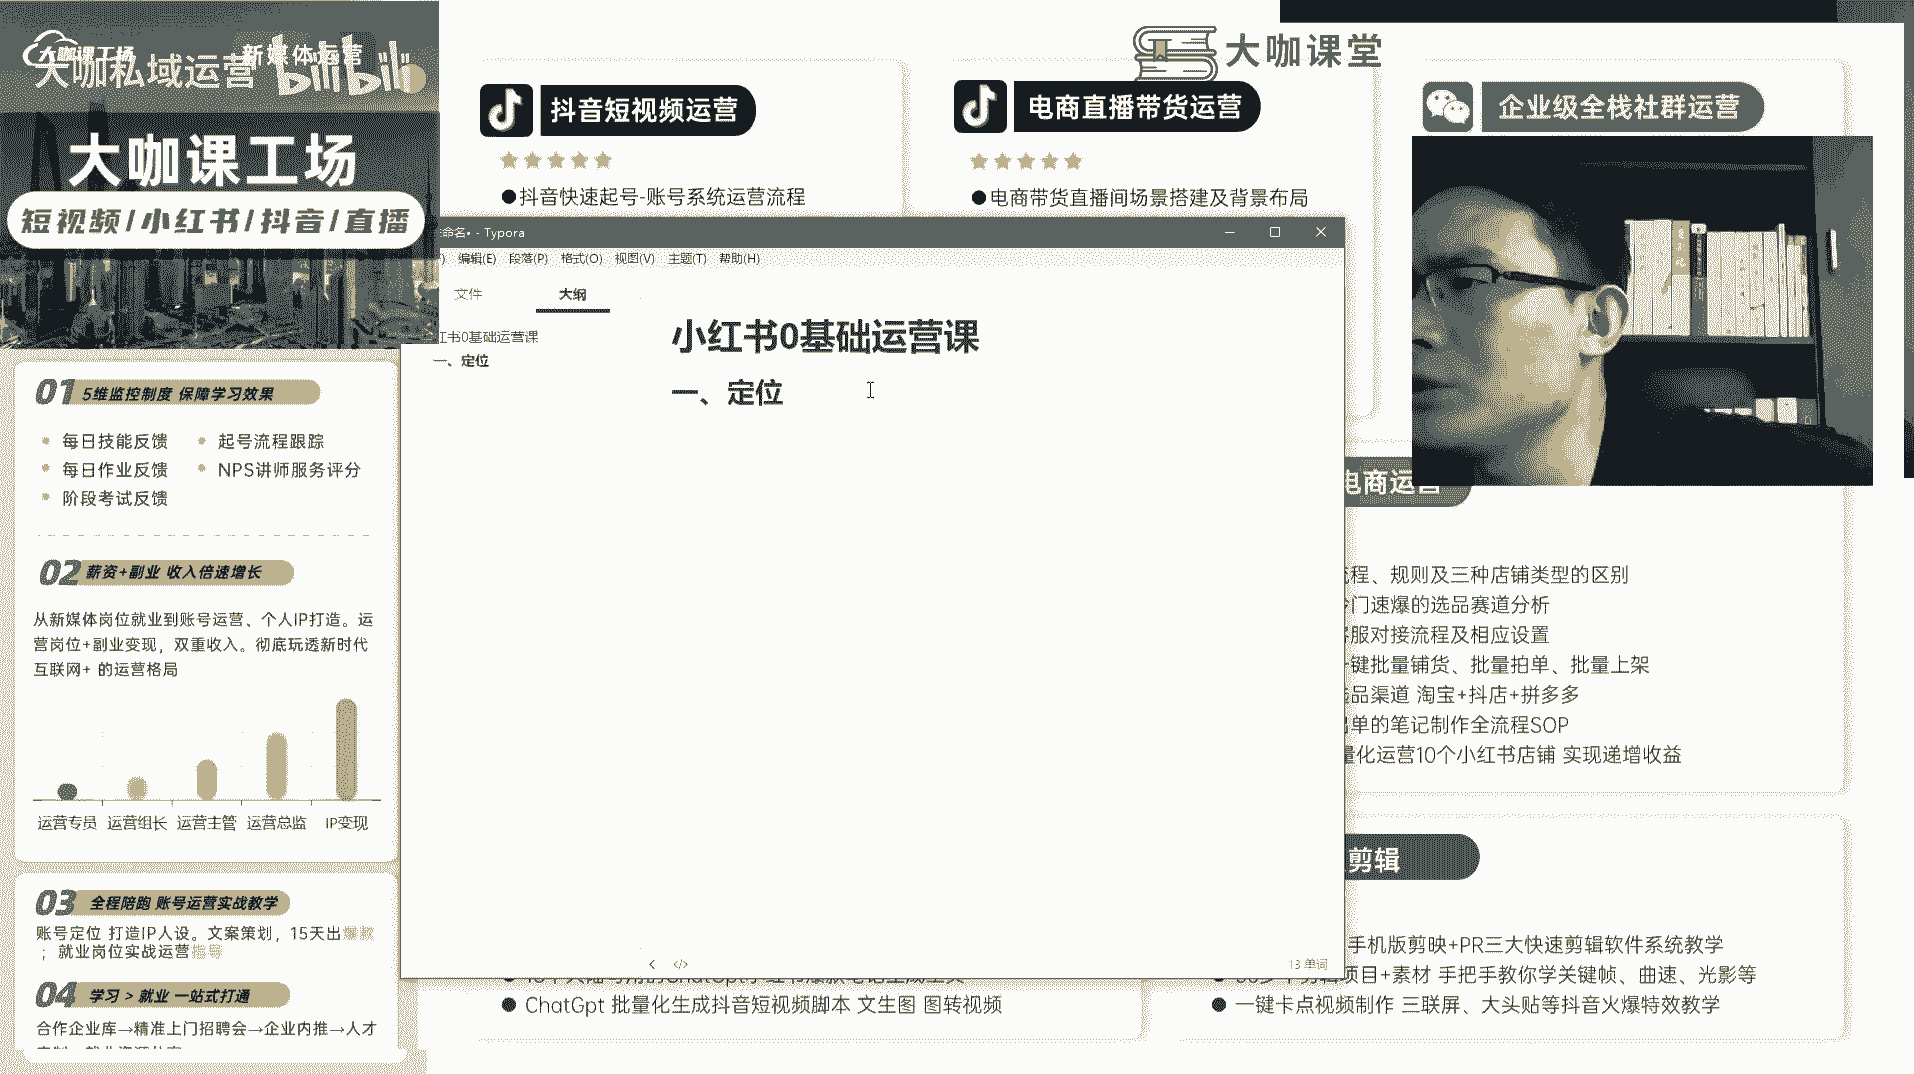 大咖课工场
新媒体运营
大咖私域运营
bilibili
大咖课工场
短视频/小红书/抖音/直播
01 5维监控制度 保障学习效果
每日技能反馈
起号流程跟踪
每日作业反馈
NPS讲师服务评分
阶段考试反馈
02 薪资+副业 收入倍速增长
从新媒体岗位就业到账号运营、个人IP打造。运
营岗位+副业变现，双重收入。彻底玩透新时代
互联网+ 的运营格局
运营专员 运营组长 运营主管 运营总监 IP变现
03 全程陪跑 账号运营实战教学
账号定位 打造IP人设。文案策划，15天出爆款
；就业岗位实战运营指导
04 学习 > 就业 一站式打通
合作企业库→精准上门招聘会→企业内推→人才
大咖课堂
抖音短视频运营
●抖音快速起号-账号系统运营流程
电商直播带货运营
●电商带货直播间场景搭建及背景布局
企业级全栈社群运营
命名• - Typora
编辑(E) 段落(P) 格式(O) 视图(V) 主题(T) 帮助(H)
文件 大纲
红书0基础运营课
一、定位
小红书0基础运营课
一、定位
13 单词
电商运营
程、规则及三种店铺类型的区别
门速爆的选品赛道分析
服对接流程及相应设置
键批量铺货、批量拍单、批量上架
品渠道 淘宝+抖店+拼多多
单的笔记制作全流程SOP
量化运营10个小红书店铺 实现递增收益
剪辑
手机版剪映+PR三大快速剪辑软件系统教学
项目+素材 手把手教你学关键帧、曲速、光影等
●一键卡点视频制作 三联屏、大头贴等抖音火爆特效教学
●ChatGpt 批量化生成抖音短视频脚本 文生图 图转视频